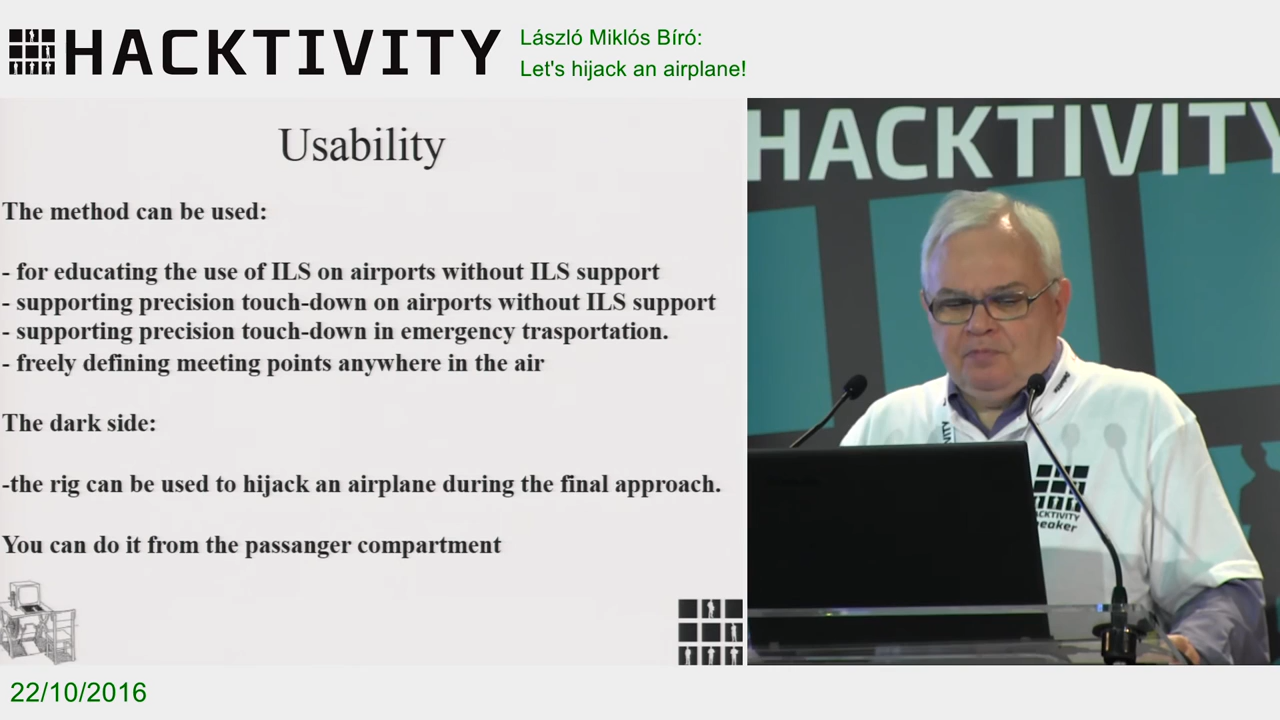 HACKTIVITY
László Miklós Bíró:
Let's hijack an airplane!
Usability
The method can be used:
- for educating the use of ILS on airports without ILS support
- supporting precision touch-down on airports without ILS support
- supporting precision touch-down in emergency trasportation.
- freely defining meeting points anywhere in the air
The dark side:
-the rig can be used to hijack an airplane during the final approach.
You can do it from the passanger compartment
HACKTIVITY
Deloitte
HACKTIVITY
speaker
22/10/2016